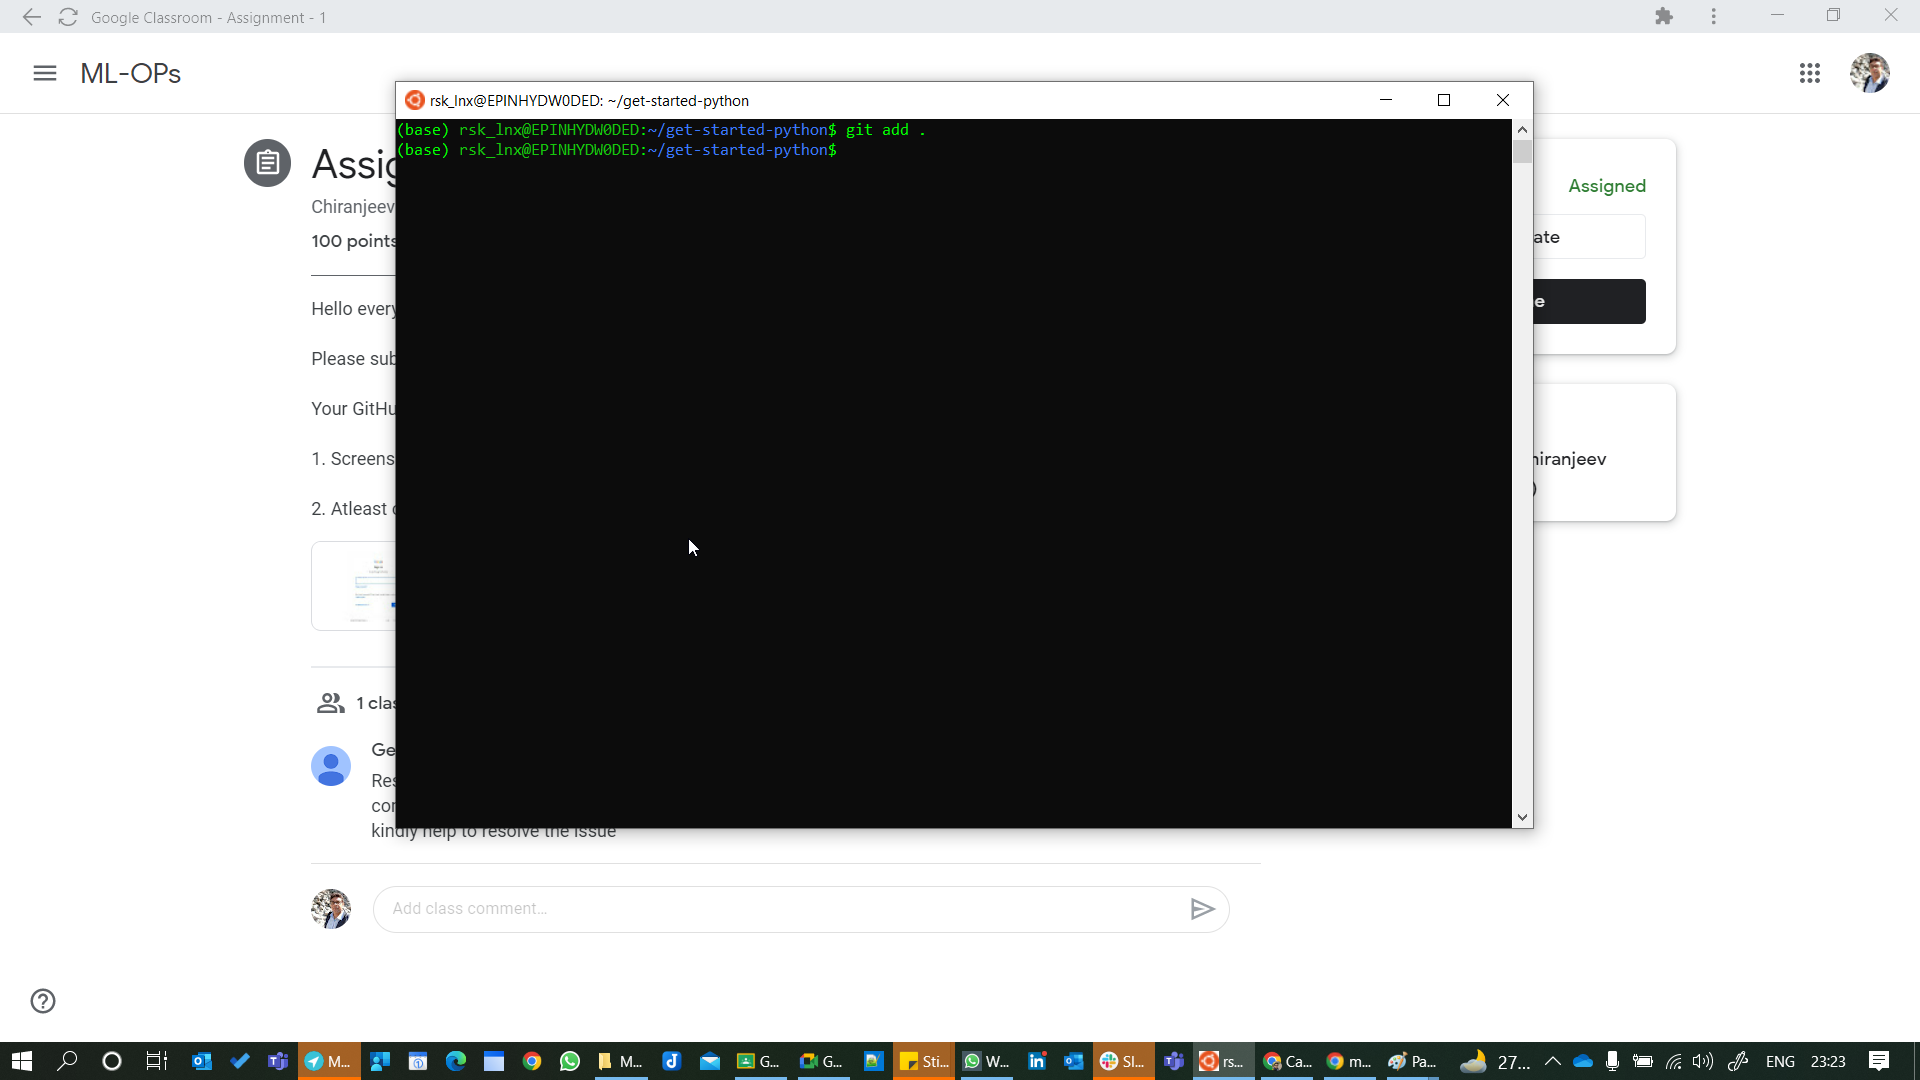 Google Classroom - Assignment - 1
ML-OPs
rsk_lnx@EPINHYDW0DED: ~/get-started-python
(base) rsk_lnx@EPINHYDW0DED:~/get-started-python$ git add .
(base) rsk_lnx@EPINHYDW0DED:~/get-started-python$
Assig
Chiranjeev
100 points
Assigned
ate
e
Hello every
Please sub
Your GitHu
1. Screens
2. Atleast
hiranjeev
1 clas
Ge
Res
con
kindly help to resolve the issue
Add class comment...
M... M... G... G... Sti... W... Sl... rs... Ca... m... Pa... 27... ENG 23:23